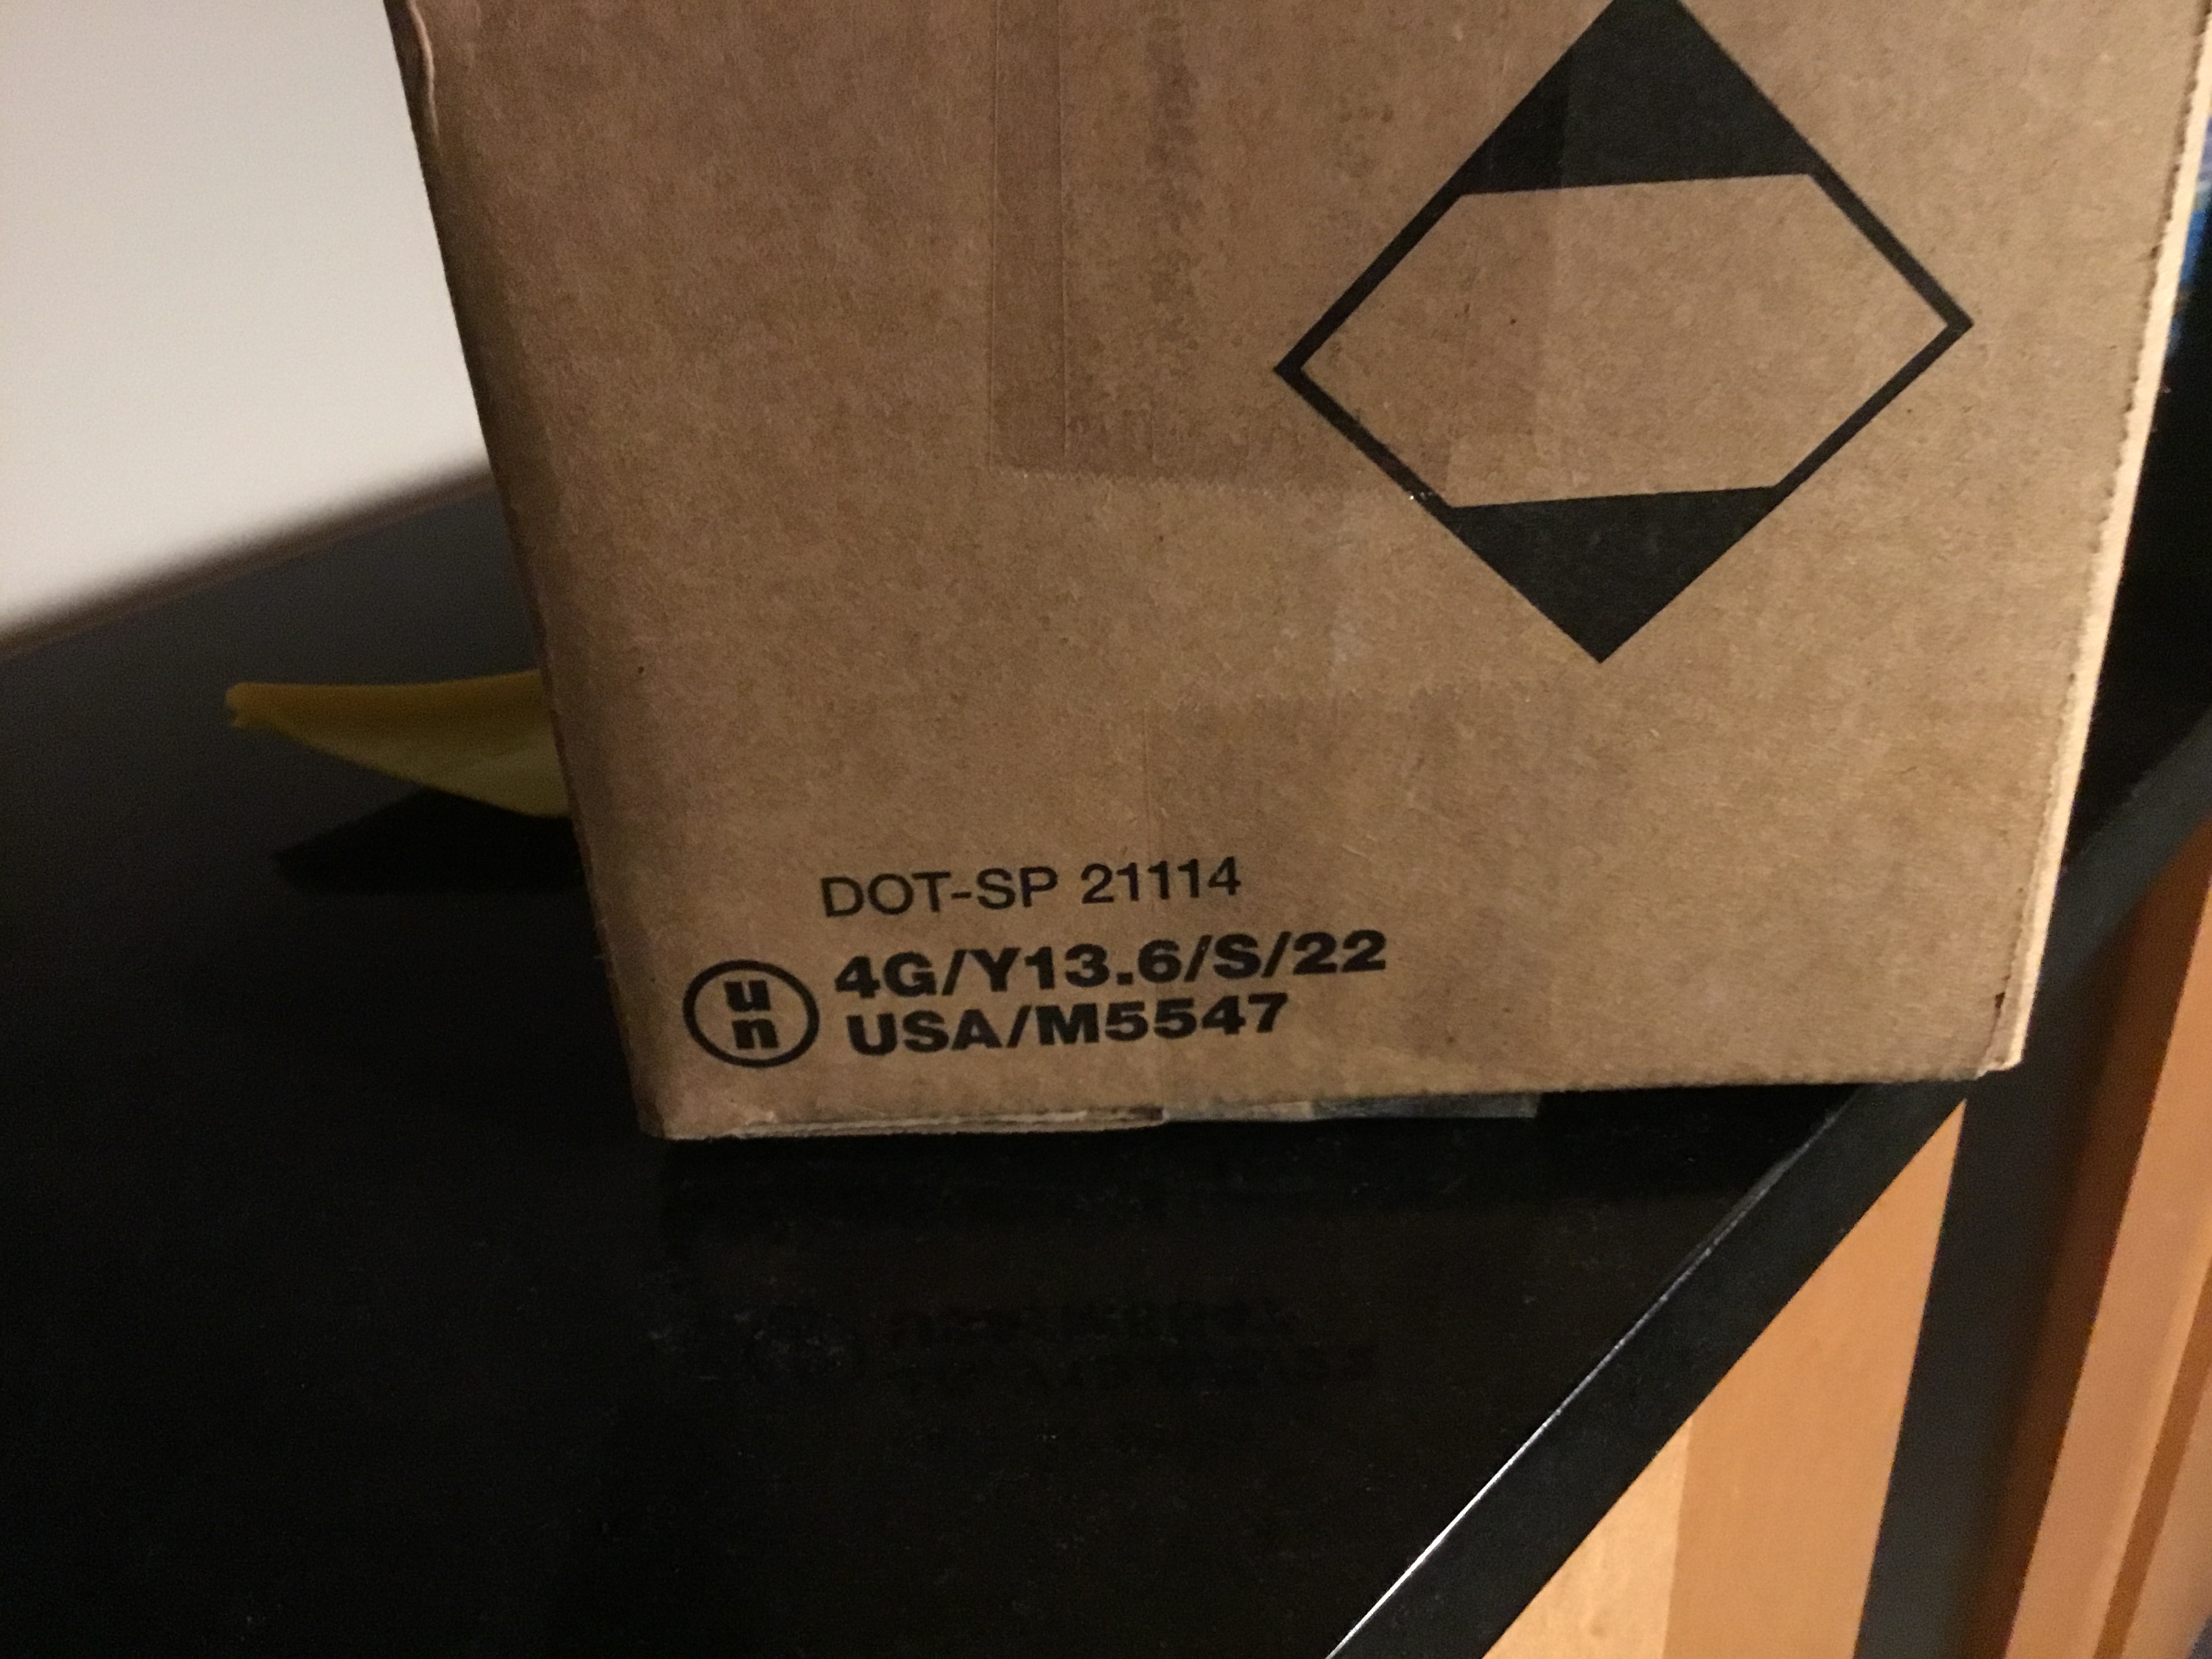 DOT-SP 21114
un
4G/Y13.6/S/22
USA/M5547